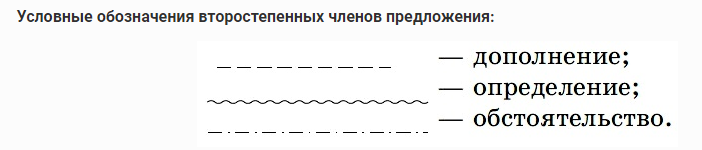 Условные обозначения второстепенных членов предложения:
— дополнение;
— определение;
— обстоятельство.